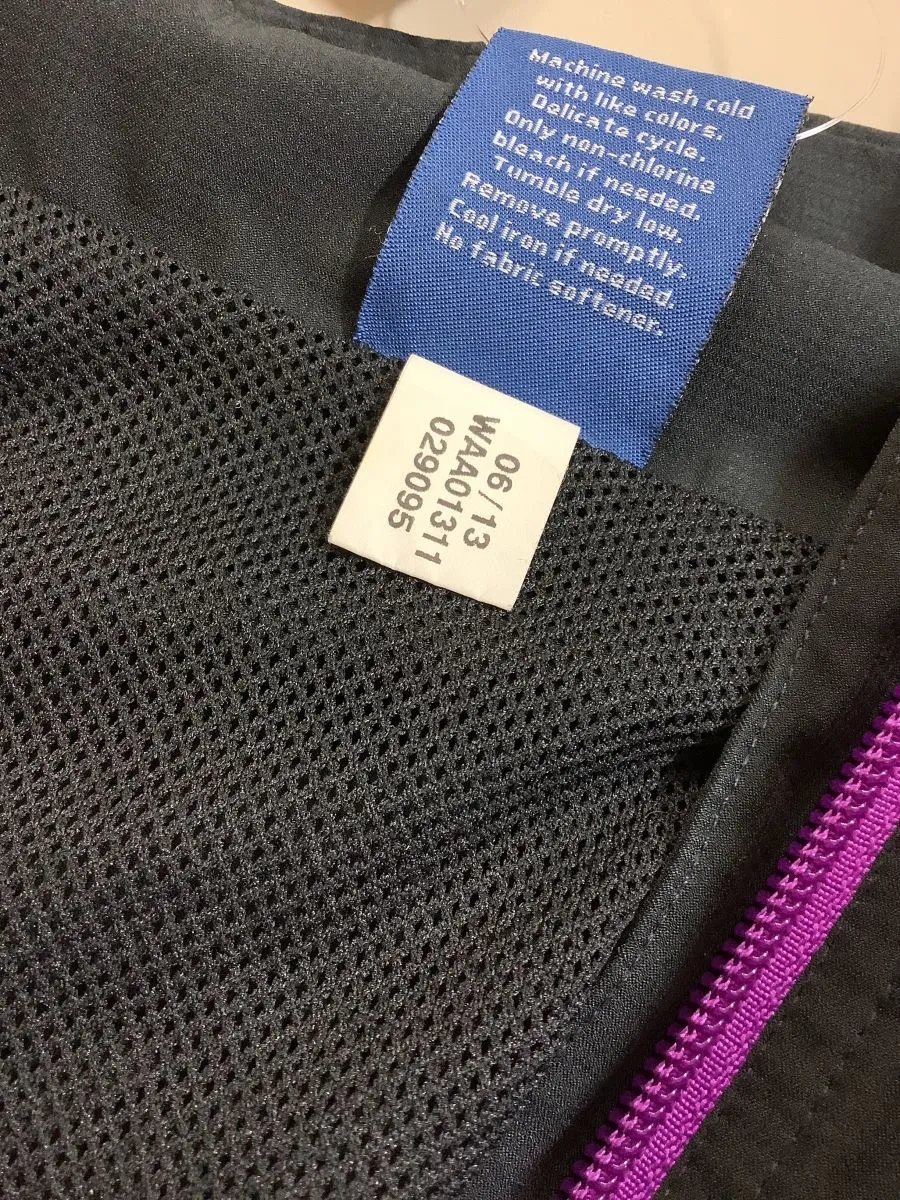 Machine wash cold
with like colors.
Delicate cycle.
Only non-chlorine
bleach if needed.
Tumble dry low.
Remove promptly.
Cool iron if needed.
No fabric softener.
06/13
WAA01311
029095